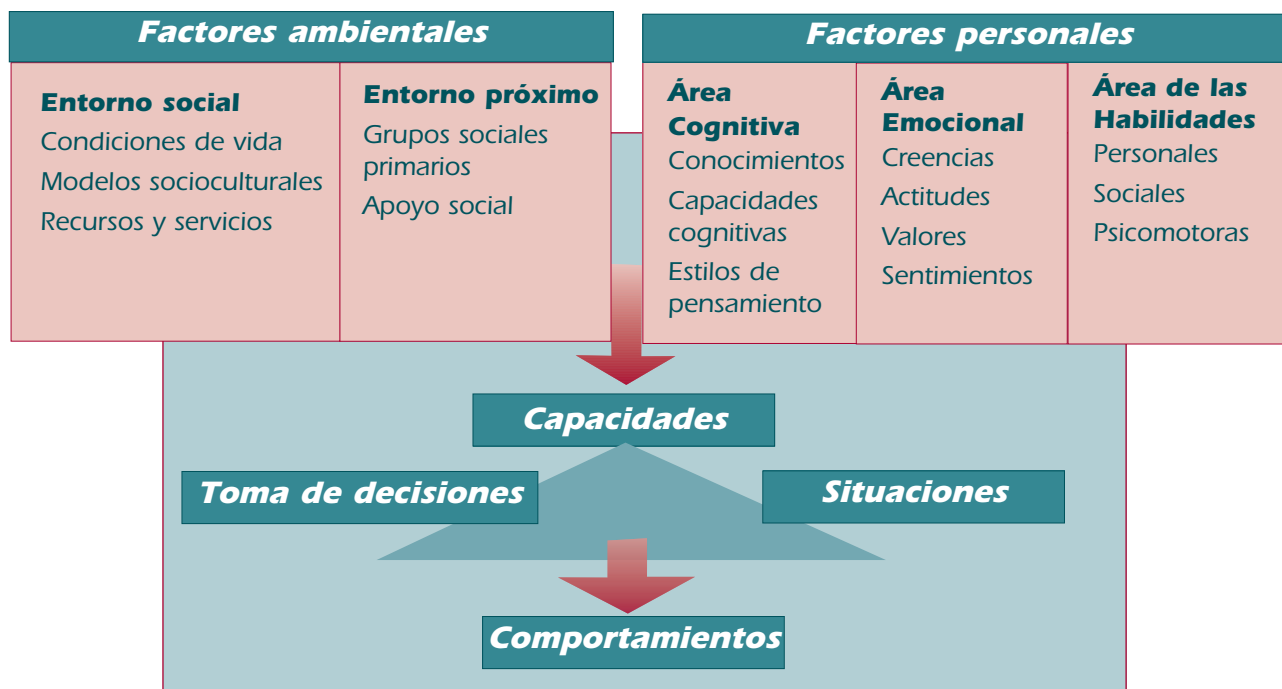 Factores ambientales
Entorno social
Condiciones de vida
Modelos socioculturales
Recursos y servicios
Entorno próximo
Grupos sociales
primarios
Apoyo social
Factores personales
Área
Cognitiva
Conocimientos
Capacidades
cognitivas
Estilos de
pensamiento
Área
Emocional
Creencias
Actitudes
Valores
Sentimientos
Área de las
Habilidades
Personales
Sociales
Psicomotoras
Capacidades
Toma de decisiones
Situaciones
Comportamientos